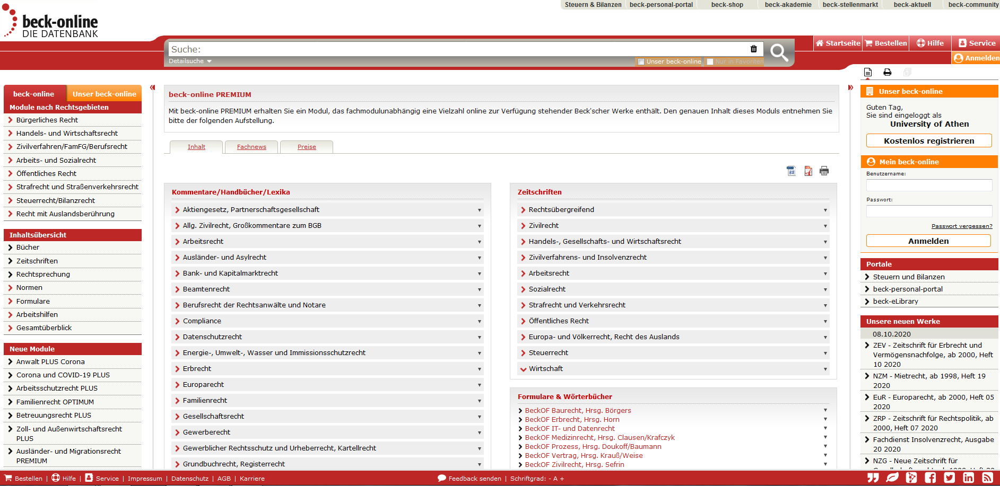 Steuern & Bilanzen
beck-personal-portal
beck-shop
beck-akademie
beck-stellenmarkt
beck-aktuell
beck-community
beck-online
DIE DATENBANK
Suche:
Detailsuche
Unser beck-online
Nur in Favoriten
Startseite
Bestellen
Hilfe
Service
Anmelden
beck-online
Unser beck-online
Module nach Rechtsgebieten
Bürgerliches Recht
Handels- und Wirtschaftsrecht
Zivilverfahren/FamFG/Berufsrecht
Arbeits- und Sozialrecht
Öffentliches Recht
Strafrecht und Straßenverkehrsrecht
Steuerrecht/Bilanzrecht
Recht mit Auslandsberührung
Inhaltsübersicht
Bücher
Zeitschriften
Rechtsprechung
Normen
Formulare
Arbeitshilfen
Gesamtüberblick
Neue Module
Anwalt PLUS Corona
Corona und COVID-19 PLUS
Arbeitsschutzrecht PLUS
Familienrecht OPTIMUM
Betreuungsrecht PLUS
Zoll- und Außenwirtschaftsrecht
PLUS
Ausländer- und Migrationsrecht
PREMIUM
beck-online PREMIUM
Mit beck-online PREMIUM erhalten Sie ein Modul, das fachmodulunabhängig eine Vielzahl online zur Verfügung stehender Beck'scher Werke enthält. Den genauen Inhalt dieses Moduls entnehmen Sie
bitte der folgenden Aufstellung.
Inhalt
Fachnews
Preise
Kommentare/Handbücher/Lexika
Aktiengesetz, Partnerschaftsgesellschaft
Allg. Zivilrecht, Großkommentare zum BGB
Arbeitsrecht
Ausländer- und Asylrecht
Bank- und Kapitalmarktrecht
Beamtenrecht
Berufsrecht der Rechtsanwälte und Notare
Compliance
Datenschutzrecht
Energie-, Umwelt-, Wasser und Immissionsschutzrecht
Erbrecht
Europarecht
Familienrecht
Gesellschaftsrecht
Gewerberecht
Gewerblicher Rechtsschutz und Urheberrecht, Kartellrecht
Grundbuchrecht, Registerrecht
Zeitschriften
Rechtsübergreifend
Zivilrecht
Handels-, Gesellschafts- und Wirtschaftsrecht
Zivilverfahrens- und Insolvenzrecht
Arbeitsrecht
Sozialrecht
Strafrecht und Verkehrsrecht
Öffentliches Recht
Europa- und Völkerrecht, Recht des Auslands
Steuerrecht
Wirtschaft
Formulare & Wörterbücher
BeckOF Baurecht, Hrsg. Börgers
BeckOF Erbrecht, Hrsg. Horn
BeckOF IT- und Datenrecht
BeckOF Medizinrecht, Hrsg. Clausen/Krafczyk
BeckOF Prozess, Hrsg. Doukoff/Baumann
BeckOF Vertrag, Hrsg. Krauß/Weise
BeckOF Zivilrecht, Hrsg. Sefrin
Unser beck-online
Guten Tag,
Sie sind eingeloggt als
University of Athen
Kostenlos registrieren
Mein beck-online
Benutzername:
Passwort:
Passwort vergessen?
Anmelden
Portale
Steuern und Bilanzen
beck-personal-portal
beck-eLibrary
Unsere neuen Werke
08.10.2020
ZEV - Zeitschrift für Erbrecht und
Vermögensnachfolge, ab 2000, Heft
10 2020
NZM - Mietrecht, ab 1998, Heft 19
2020
EuR - Europarecht, ab 2000, Heft 05
2020
ZRP - Zeitschrift für Rechtspolitik, ab
2000, Heft 07 2020
Fachdienst Insolvenzrecht, Ausgabe
20 2020
NZG - Neue Zeitschrift für
Bestellen | Hilfe | Service | Impressum | Datenschutz | AGB | Karriere
Feedback senden | Schriftgrad: - A +